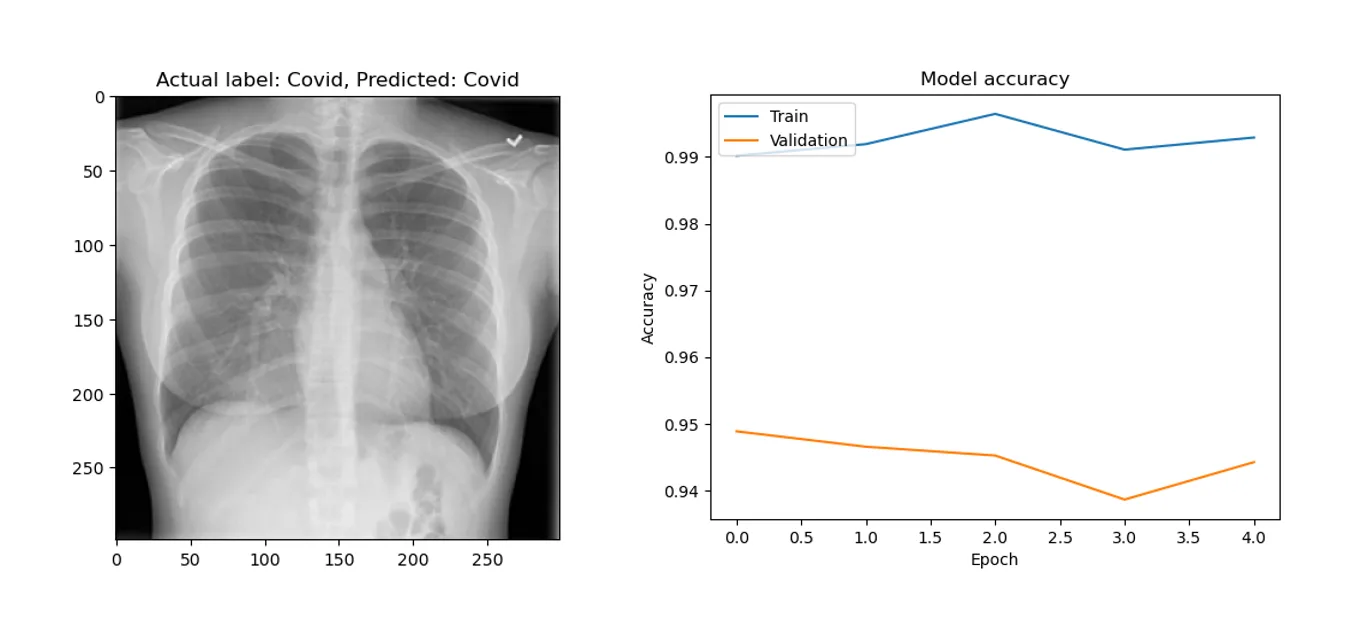 Actual label: Covid, Predicted: Covid
0
50
100
150
200
250
0 50 100 150 200 250
Model accuracy
Train
Validation
0.99
0.98
0.97
0.96
0.95
0.94
Accuracy
0.0 0.5 1.0 1.5 2.0 2.5 3.0 3.5 4.0
Epoch